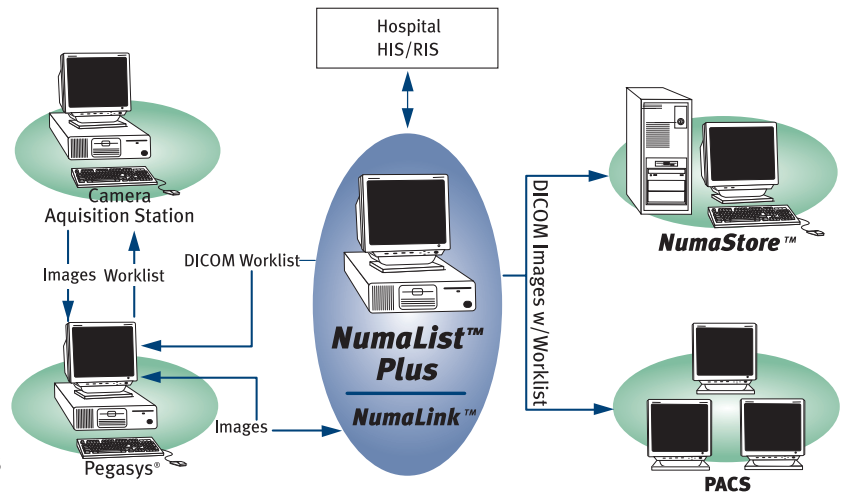 Hospital
HIS/RIS
Camera
Aquisition Station
Images
Worklist
DICOM Worklist
NumaList™
Plus
NumaLink™
DICOM Images w/Worklist
NumaStore™
Images
Pegasys®
PACS